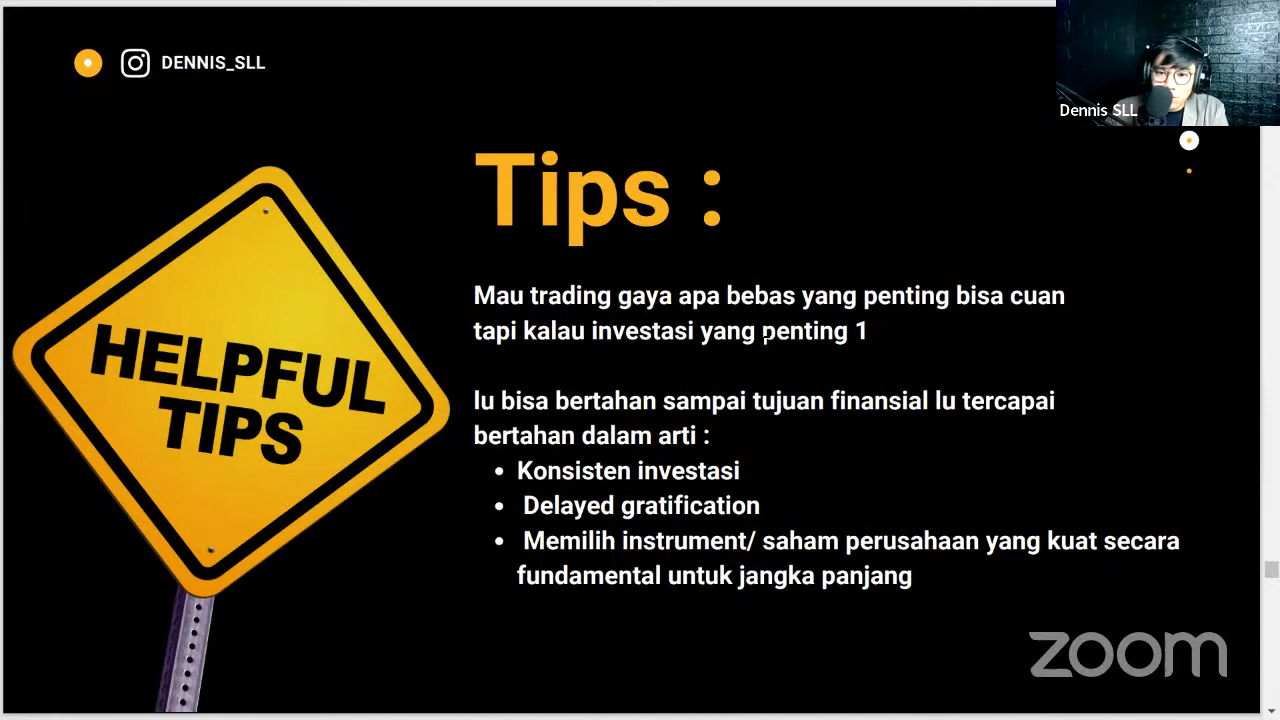 DENNIS_SLL
Dennis SLL
Tips :
HELPFUL
TIPS
Mau trading gaya apa bebas yang penting bisa cuan
tapi kalau investasi yang penting 1
lu bisa bertahan sampai tujuan finansial lu tercapai
bertahan dalam arti :
• Konsisten investasi
• Delayed gratification
• Memilih instrument/ saham perusahaan yang kuat secara
fundamental untuk jangka panjang
zoom